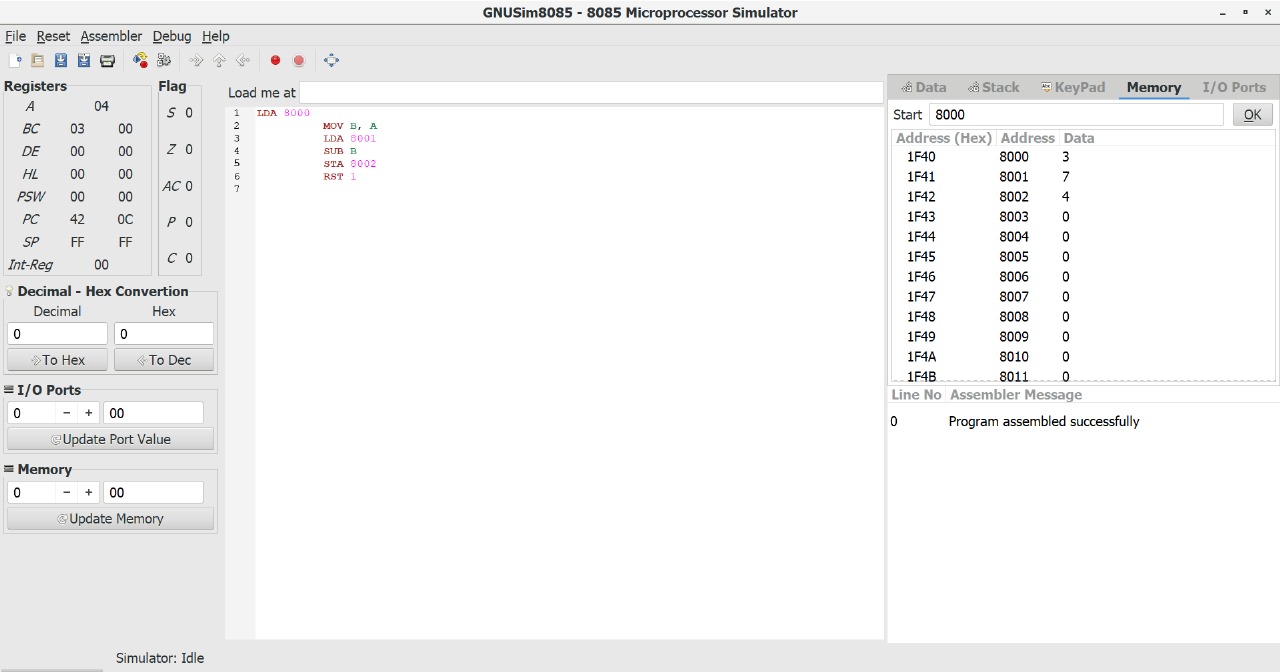 GNUSim8085 - 8085 Microprocessor Simulator
File Reset Assembler Debug Help
Registers
A 04
BC 03 00
DE 00 00
HL 00 00
PSW 00 00
PC 42 0C
SP FF FF
Int-Reg 00
Flag
S 0
Z 0
AC 0
P 0
C 0
Decimal - Hex Convertion
Decimal Hex
0 0
To Hex To Dec
I/O Ports
0 - + 00
Update Port Value
Memory
0 - + 00
Update Memory
Load me at
1 LDA 8000
2 MOV B, A
3 LDA 8001
4 SUB B
5 STA 8002
6 RST 1
7
Data Stack KeyPad Memory I/O Ports
Start 8000 OK
Address (Hex) Address Data
1F40 8000 3
1F41 8001 7
1F42 8002 4
1F43 8003 0
1F44 8004 0
1F45 8005 0
1F46 8006 0
1F47 8007 0
1F48 8008 0
1F49 8009 0
1F4A 8010 0
1F4B 8011 0
Line No Assembler Message
0 Program assembled successfully
Simulator: Idle